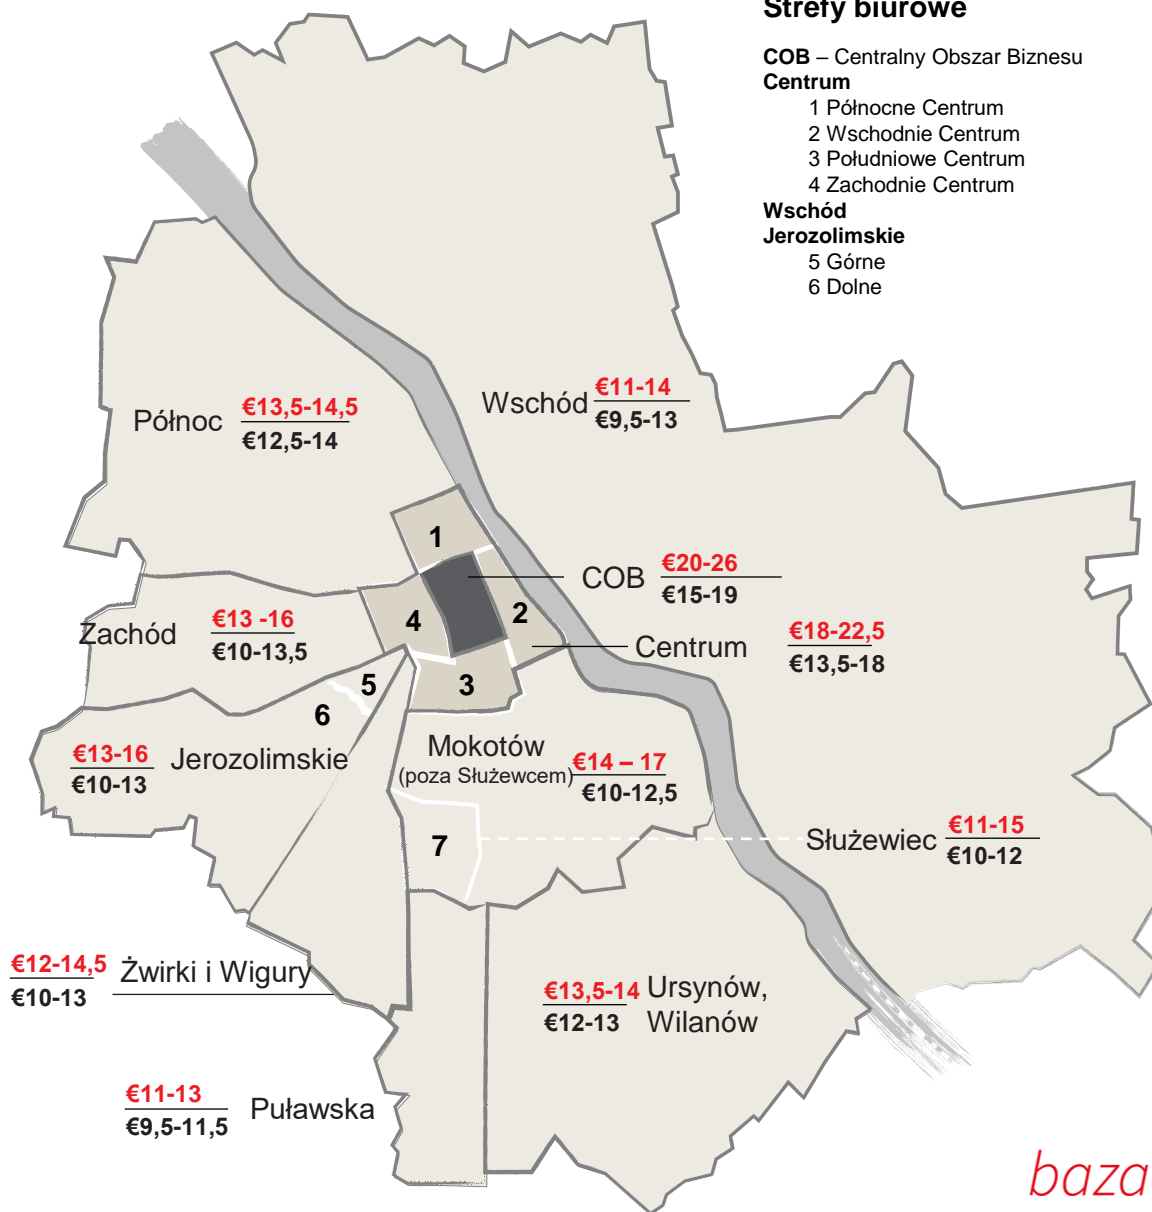 Strefy biurowe
COB – Centralny Obszar Biznesu
Centrum
1 Północne Centrum
2 Wschodnie Centrum
3 Południowe Centrum
4 Zachodnie Centrum
Wschód
Jerozolimskie
5 Górne
6 Dolne
Północ
€13,5-14,5
€12,5-14
Wschód
€11-14
€9,5-13
1
COB
€20-26
€15-19
2
4
Zachód
€13 -16
€10-13,5
Centrum
€18-22,5
€13,5-18
3
5
6
Jerozolimskie
€13-16
€10-13
Mokotów
(poza Służewcem)
€14 – 17
€10-12,5
7
Służewiec
€11-15
€10-12
€12-14,5
€10-13
Żwirki i Wigury
€13,5-14
€12-13
Ursynów,
Wilanów
€11-13
€9,5-11,5
Puławska
baza